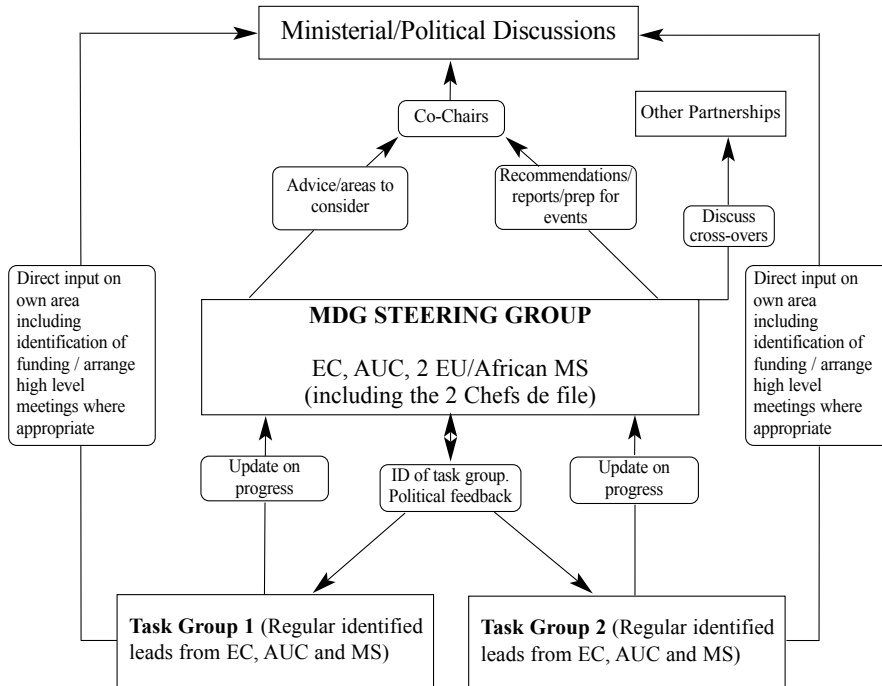 Ministerial/Political Discussions
Co-Chairs
Other Partnerships
Advice/areas to
consider
Recommendations/
reports/prep for
events
Discuss
cross-overs
Direct input on
own area
including
identification of
funding / arrange
high level
meetings where
appropriate
MDG STEERING GROUP
EC, AUC, 2 EU/African MS
(including the 2 Chefs de file)
Direct input on
own area
including
identification of
funding / arrange
high level
meetings where
appropriate
Update on
progress
ID of task group.
Political feedback
Update on
progress
Task Group 1 (Regular identified
leads from EC, AUC and MS)
Task Group 2 (Regular identified
leads from EC, AUC and MS)